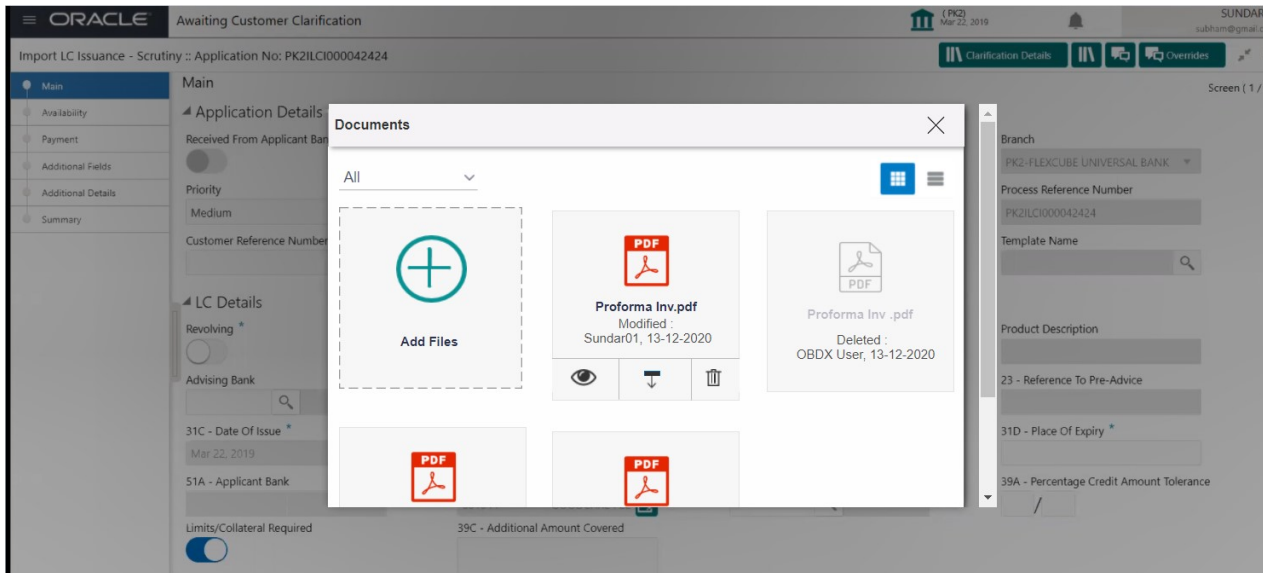 ORACLE
Awaiting Customer Clarification
(PK2)
Mar 22, 2019
SUNDAR
subham@gmail.c
Import LC Issuance - Scrutiny :: Application No: PK2ILCI000042424
Clarification Details
Overrides
Main
Availability
Payment
Additional Fields
Additional Details
Summary
Main
Screen ( 1 /
Application Details
Received From Applicant Ban
Priority
Medium
Customer Reference Number
LC Details
Revolving *
Advising Bank
31C - Date Of Issue *
Mar 22, 2019
51A - Applicant Bank
Limits/Collateral Required
39C - Additional Amount Covered
Documents
All
Add Files
PDF
Proforma Inv.pdf
Modified :
Sundar01, 13-12-2020
PDF
Proforma Inv .pdf
Deleted :
OBDX User, 13-12-2020
PDF
PDF
Branch
PK2-FLEXCUBE UNIVERSAL BANK
Process Reference Number
PK2ILCI000042424
Template Name
Product Description
23 - Reference To Pre-Advice
31D - Place Of Expiry *
39A - Percentage Credit Amount Tolerance
/